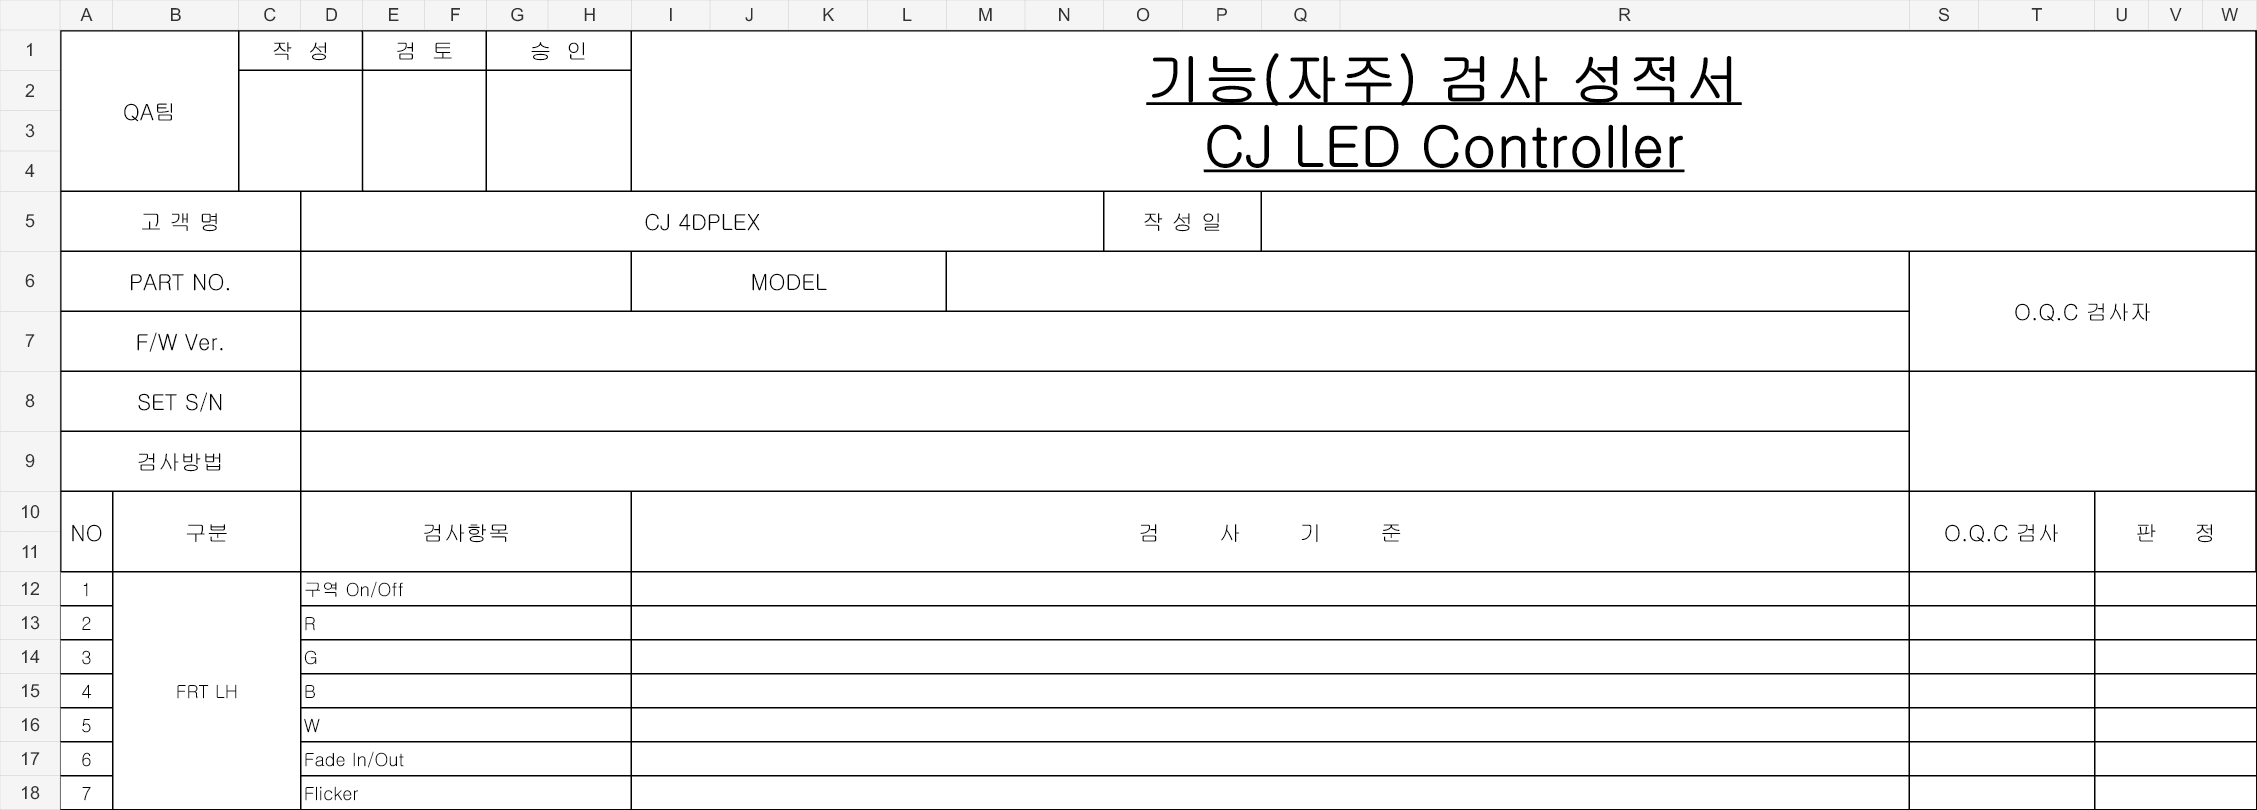 A B C D E F G H I J K L M N O P Q R S T U V W
1 작 성 검 토 승 인
기능(자주) 검사 성적서
2
QA팀
3
CJ LED Controller
4
5 고 객 명 CJ 4DPLEX 작 성 일
6 PART NO. MODEL
O.Q.C 검사자
7 F/W Ver.
8 SET S/N
9 검사방법
10
NO 구분 검사항목 검 사 기 준 O.Q.C 검사 판 정
11
12 1 구역 On/Off
13 2 R
14 3 G
15 4 FRT LH B
16 5 W
17 6 Fade In/Out
18 7 Flicker